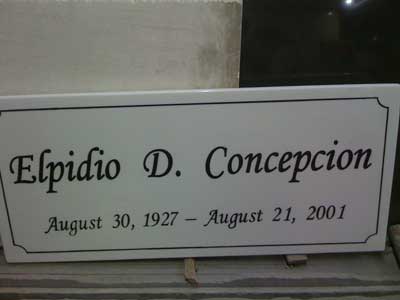 Elpidio D. Concepcion
August 30, 1927 – August 21, 2001